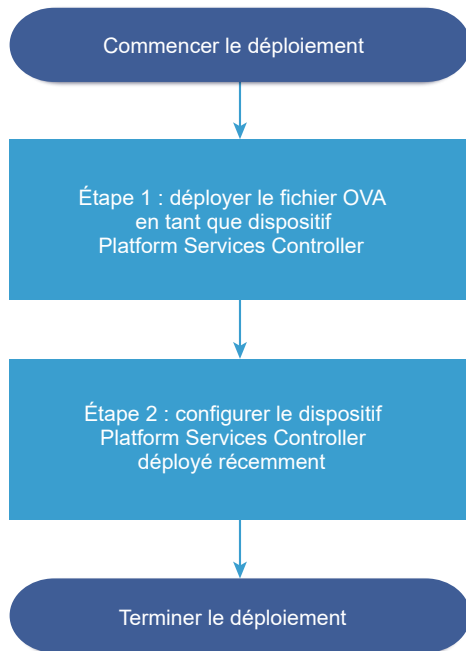 Commencer le déploiement
Étape 1 : déployer le fichier OVA
en tant que dispositif
Platform Services Controller
Étape 2 : configurer le dispositif
Platform Services Controller
déployé récemment
Terminer le déploiement